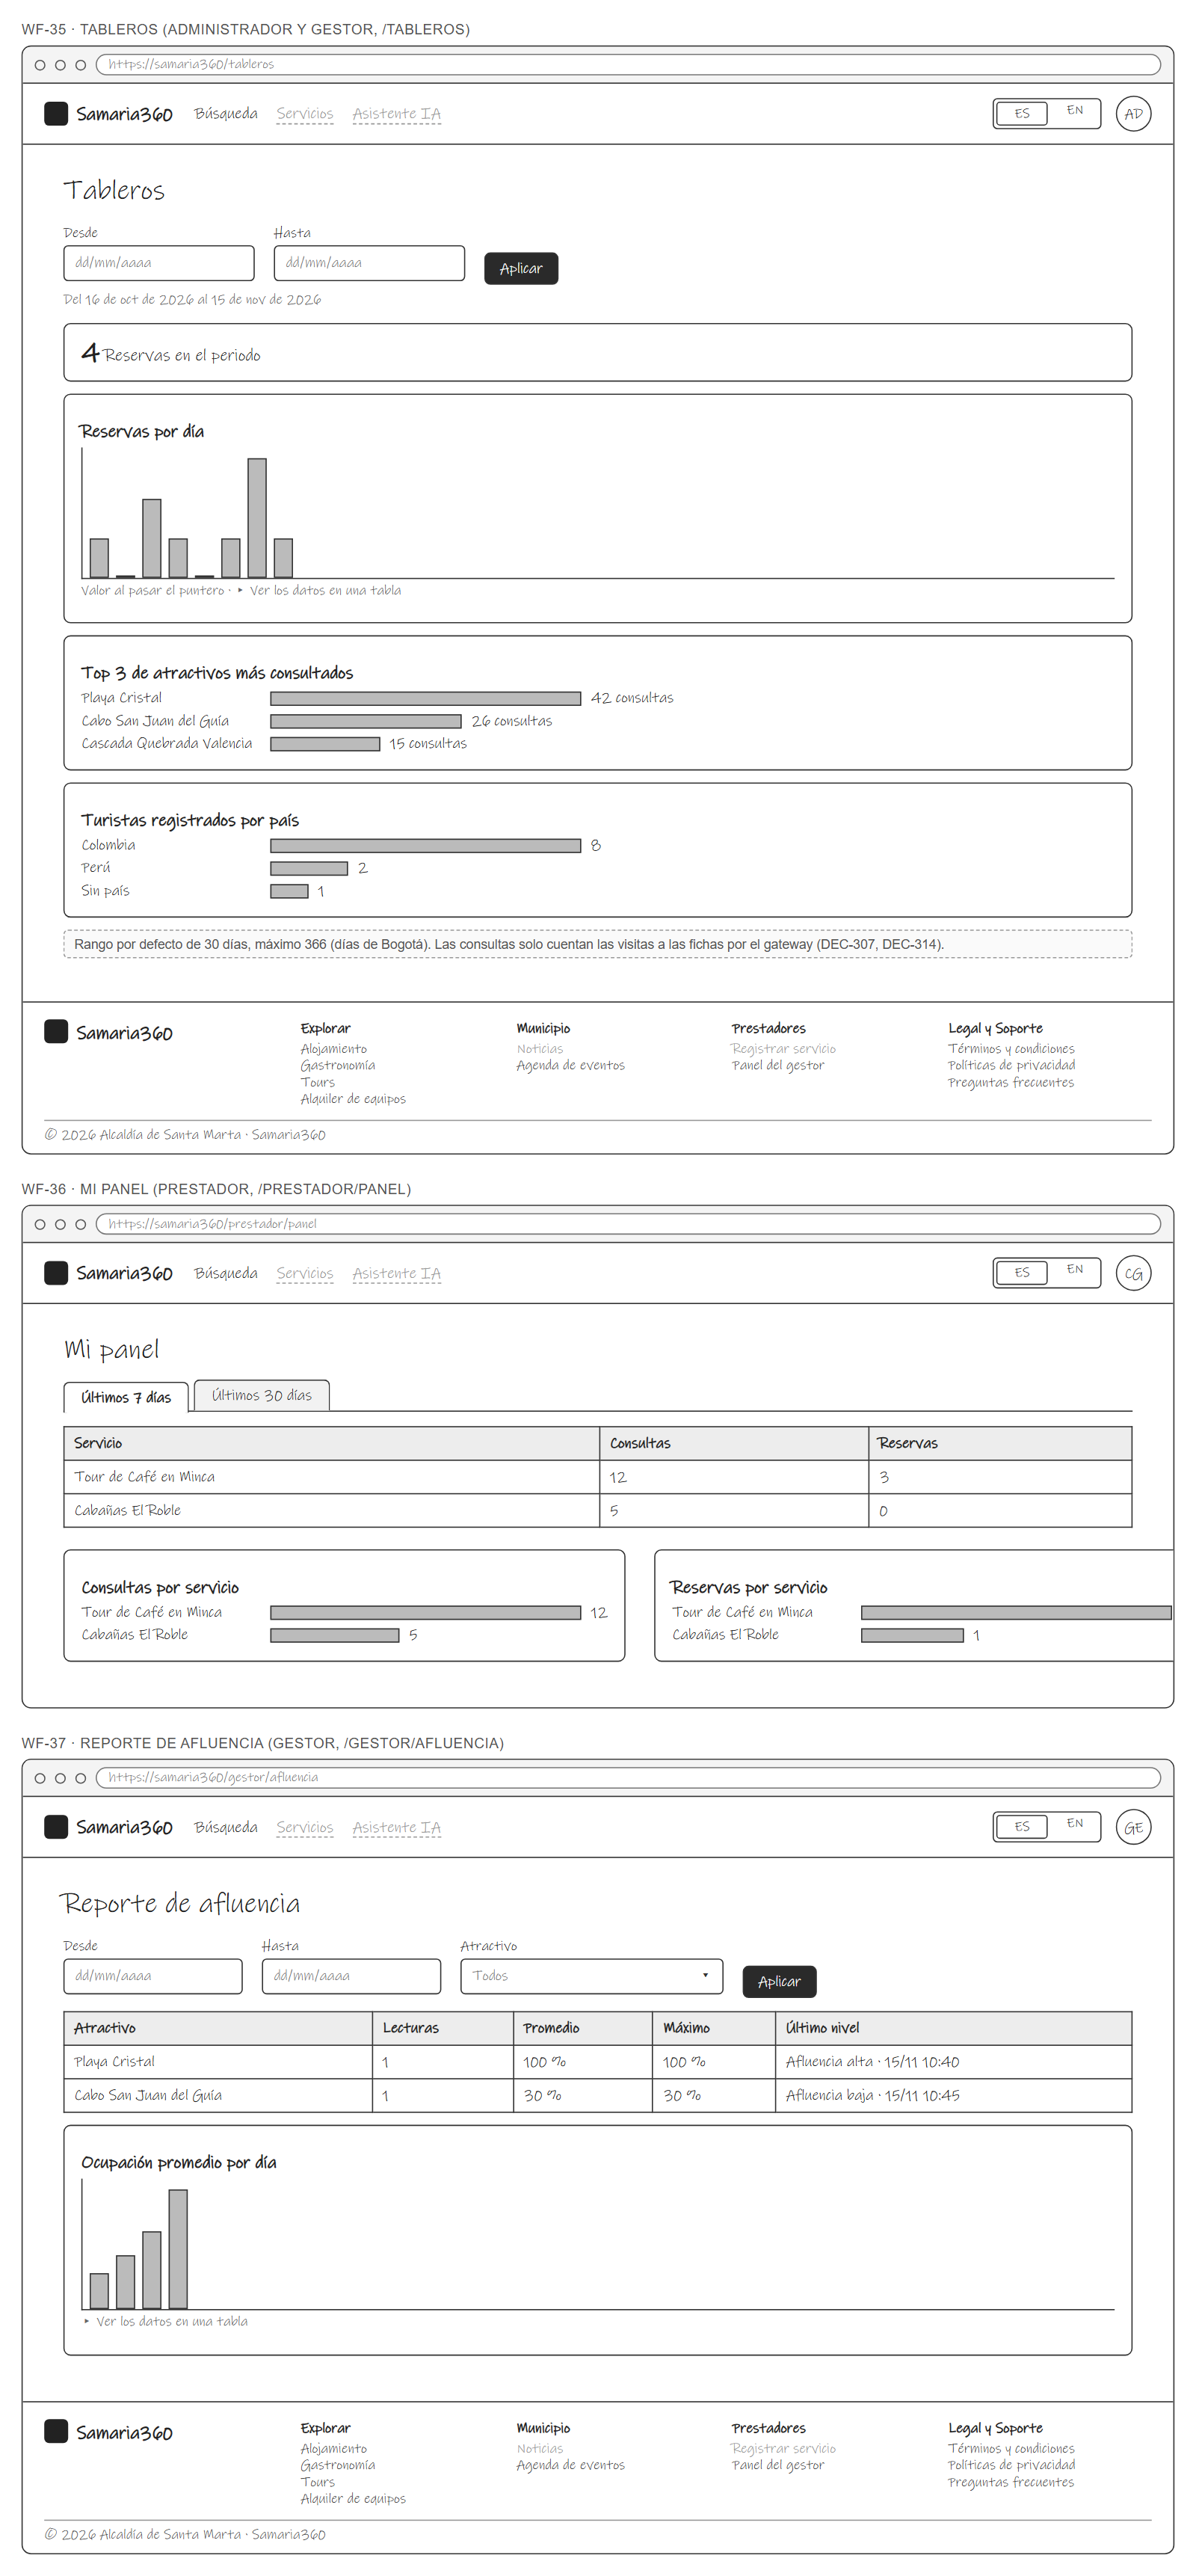 WF-35 · TABLEROS (ADMINISTRADOR Y GESTOR, /TABLEROS)
https://samaria360/tableros
Samaria360 Búsqueda Servicios Asistente IA ES EN AD
Tableros
Desde Hasta
dd/mm/aaaa dd/mm/aaaa Aplicar
Del 16 de oct de 2026 al 15 de nov de 2026
4 Reservas en el periodo
Reservas por día
Valor al pasar el puntero · ▸ Ver los datos en una tabla
Top 3 de atractivos más consultados
Playa Cristal 42 consultas
Cabo San Juan del Guía 26 consultas
Cascada Quebrada Valencia 15 consultas
Turistas registrados por país
Colombia 8
Perú 2
Sin país 1
Rango por defecto de 30 días, máximo 366 (días de Bogotá). Las consultas solo cuentan las visitas a las fichas por el gateway (DEC-307, DEC-314).
Samaria360 Explorar Municipio Prestadores Legal y Soporte
Alojamiento Noticias Registrar servicio Términos y condiciones
Gastronomía Agenda de eventos Panel del gestor Políticas de privacidad
Tours Preguntas frecuentes
Alquiler de equipos
© 2026 Alcaldía de Santa Marta · Samaria360
WF-36 · MI PANEL (PRESTADOR, /PRESTADOR/PANEL)
https://samaria360/prestador/panel
Samaria360 Búsqueda Servicios Asistente IA ES EN CG
Mi panel
Últimos 7 días Últimos 30 días
Servicio Consultas Reservas
Tour de Café en Minca 12 3
Cabañas El Roble 5 0
Consultas por servicio Reservas por servicio
Tour de Café en Minca 12 Tour de Café en Minca
Cabañas El Roble 5 Cabañas El Roble 1
WF-37 · REPORTE DE AFLUENCIA (GESTOR, /GESTOR/AFLUENCIA)
https://samaria360/gestor/afluencia
Samaria360 Búsqueda Servicios Asistente IA ES EN GE
Reporte de afluencia
Desde Hasta Atractivo
dd/mm/aaaa dd/mm/aaaa Todos Aplicar
Atractivo Lecturas Promedio Máximo Último nivel
Playa Cristal 1 100 % 100 % Afluencia alta · 15/11 10:40
Cabo San Juan del Guía 1 30 % 30 % Afluencia baja · 15/11 10:45
Ocupación promedio por día
▸ Ver los datos en una tabla
Samaria360 Explorar Municipio Prestadores Legal y Soporte
Alojamiento Noticias Registrar servicio Términos y condiciones
Gastronomía Agenda de eventos Panel del gestor Políticas de privacidad
Tours Preguntas frecuentes
Alquiler de equipos
© 2026 Alcaldía de Santa Marta · Samaria360